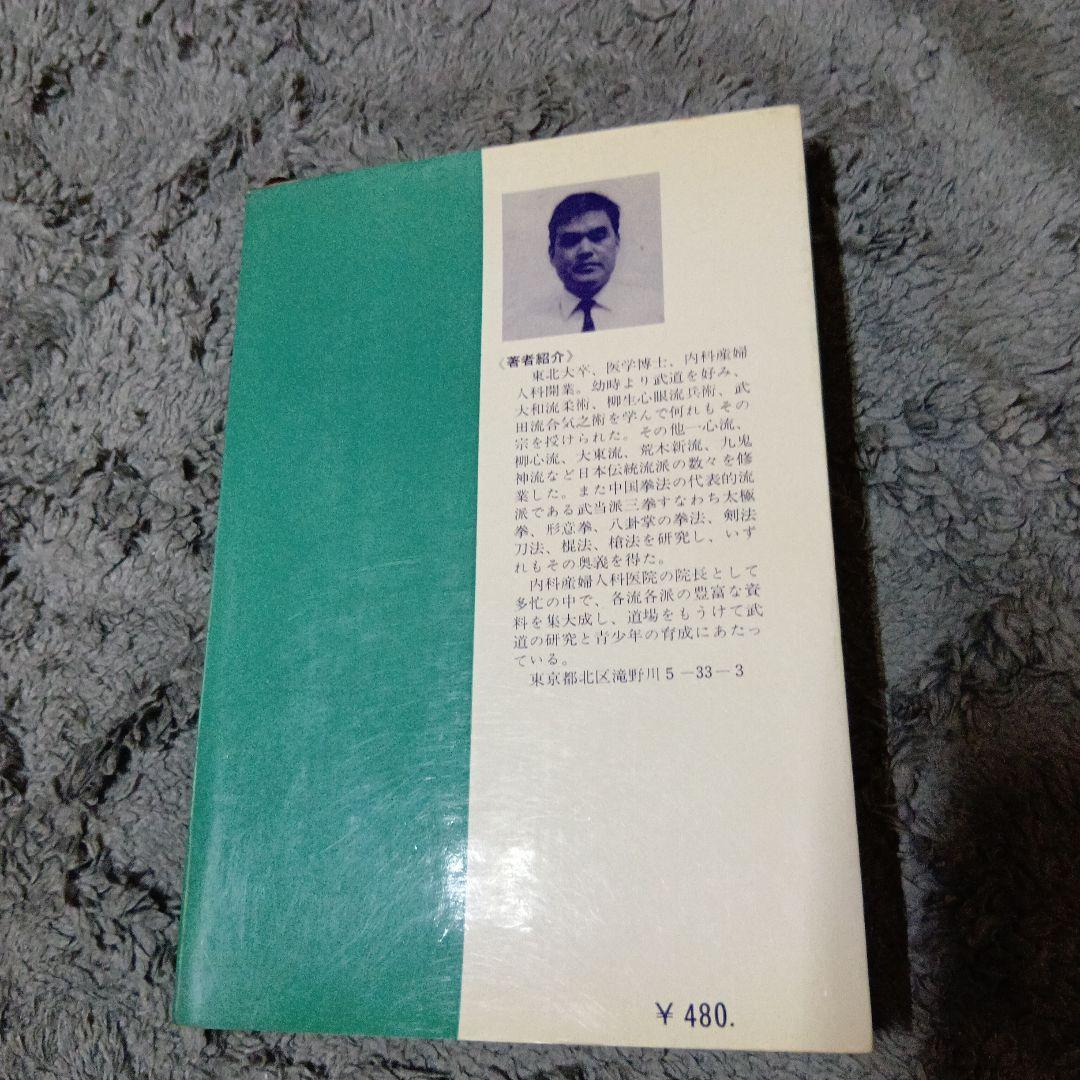 《著者紹介》
東北大卒、医学博士、内科産婦
人科開業。幼時より武道を好み、
大和流柔術、柳生心眼流兵術、武
田流合気之術を学んで何れもその
宗を授けられた。その他一心流、
柳心流、大東流、荒木新流、九鬼
神流など日本伝統流派の数々を修
業した。また中国拳法の代表的流
派である武当派三拳すなわち太極
拳、形意拳、八卦掌の拳法、剣法
刀法、棍法、槍法を研究し、いず
れもその奥義を得た。
内科産婦人科医院の院長として
多忙の中で、各流各派の豊富な資
料を集大成し、道場をもうけて武
道の研究と青少年の育成にあたっ
ている。
東京都北区滝野川5-33-3
¥ 480.